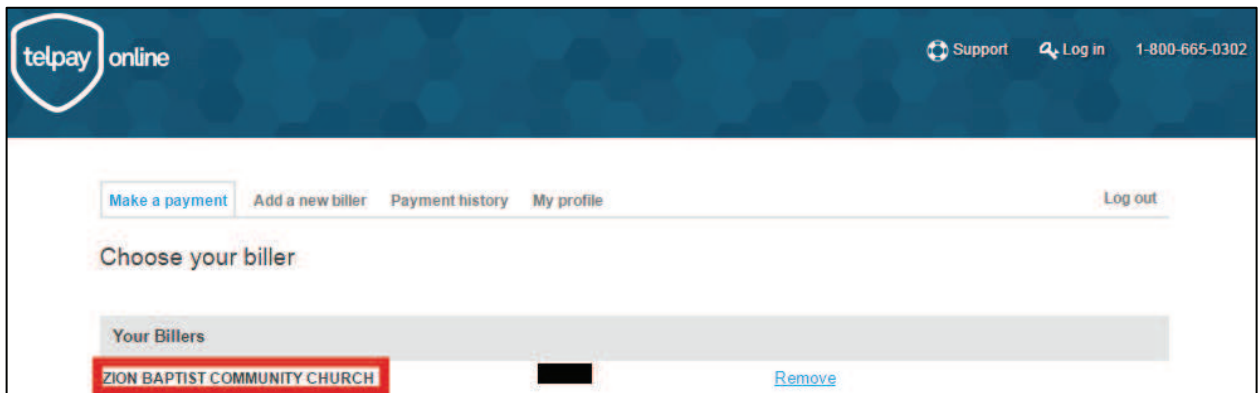 telpay online
Support Log in 1-800-665-0302
Make a payment Add a new biller Payment history My profile Log out
Choose your biller
Your Billers
ZION BAPTIST COMMUNITY CHURCH Remove